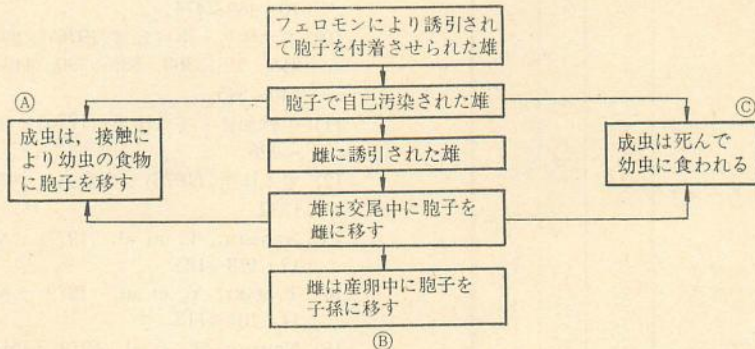 フェロモンにより誘引され
て胞子を付着させられた雄
Ⓐ
胞子で自己汚染された雄
Ⓒ
成虫は，接触に
より幼虫の食物
に胞子を移す
雌に誘引された雄
成虫は死んで
幼虫に食われる
雄は交尾中に胞子を
雌に移す
雌は産卵中に胞子を
子孫に移す
Ⓑ